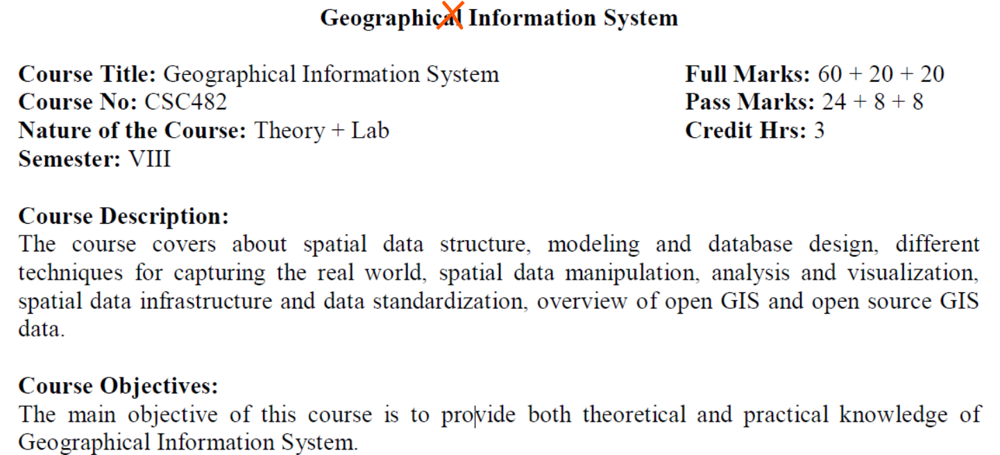 Geographical Information System
Course Title: Geographical Information System
Full Marks: 60 + 20 + 20
Course No: CSC482
Pass Marks: 24 + 8 + 8
Nature of the Course: Theory + Lab
Credit Hrs: 3
Semester: VIII
Course Description:
The course covers about spatial data structure, modeling and database design, different
techniques for capturing the real world, spatial data manipulation, analysis and visualization,
spatial data infrastructure and data standardization, overview of open GIS and open source GIS
data.
Course Objectives:
The main objective of this course is to provide both theoretical and practical knowledge of
Geographical Information System.